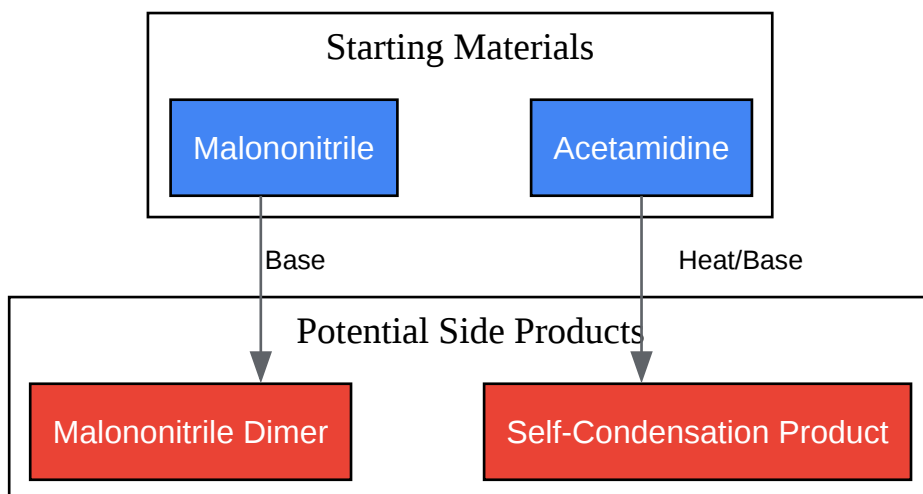 Starting Materials
Malononitrile
Acetamidine
Base
Heat/Base
Potential Side Products
Malononitrile Dimer
Self-Condensation Product